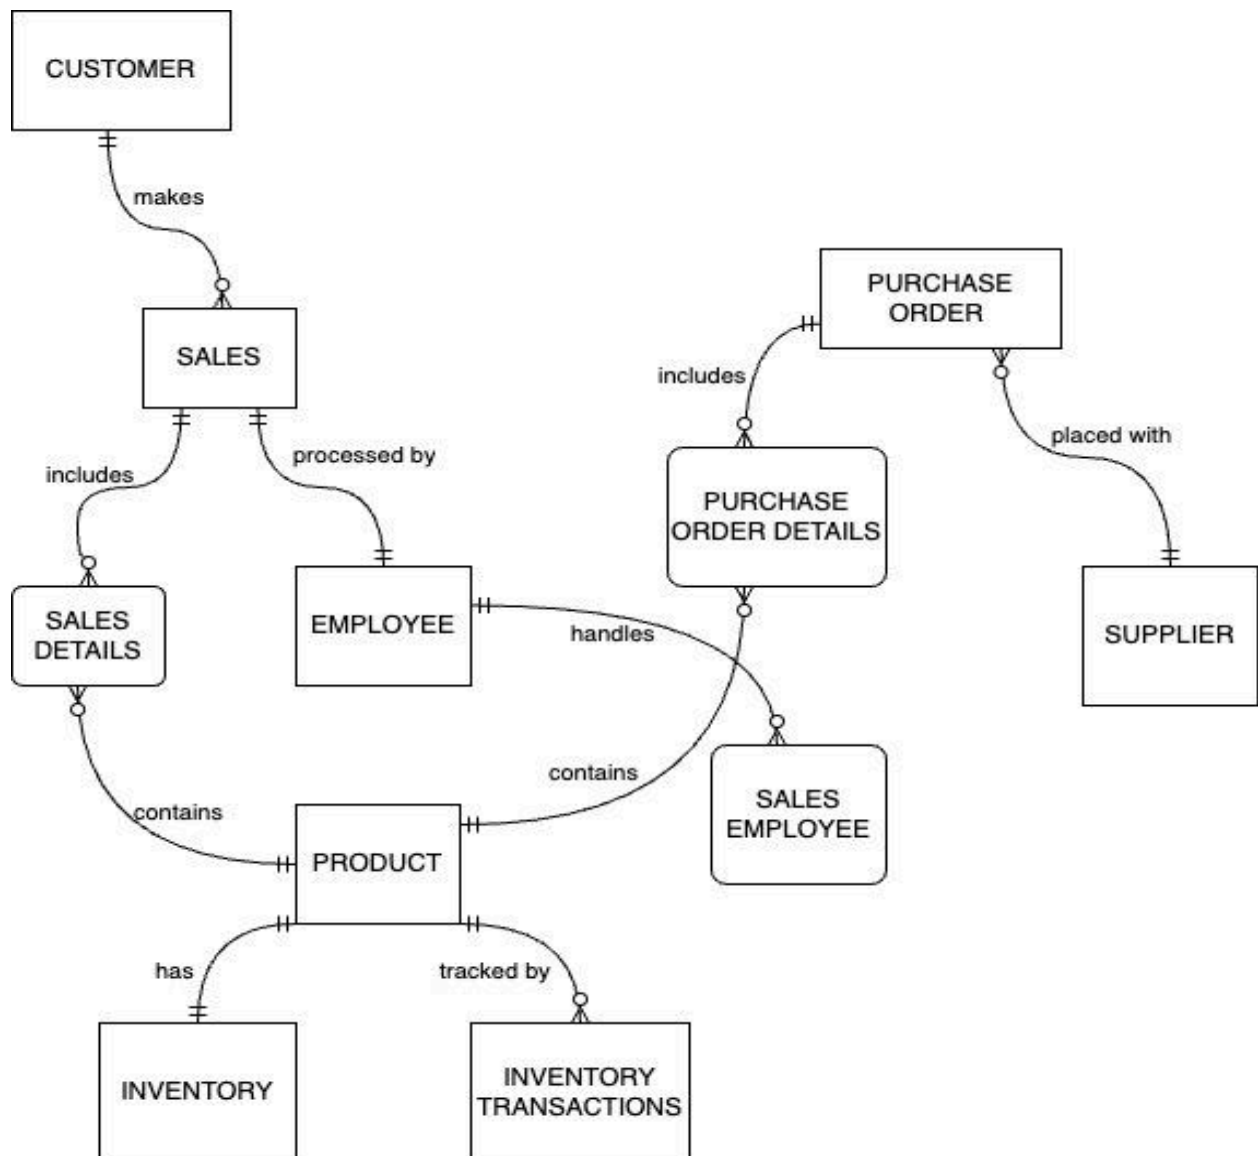 CUSTOMER
makes
SALES
PURCHASE
ORDER
includes
placed with
processed by
includes
PURCHASE
ORDER DETAILS
SALES
DETAILS
EMPLOYEE
handles
SUPPLIER
contains
contains
SALES
EMPLOYEE
PRODUCT
has
tracked by
INVENTORY
INVENTORY
TRANSACTIONS